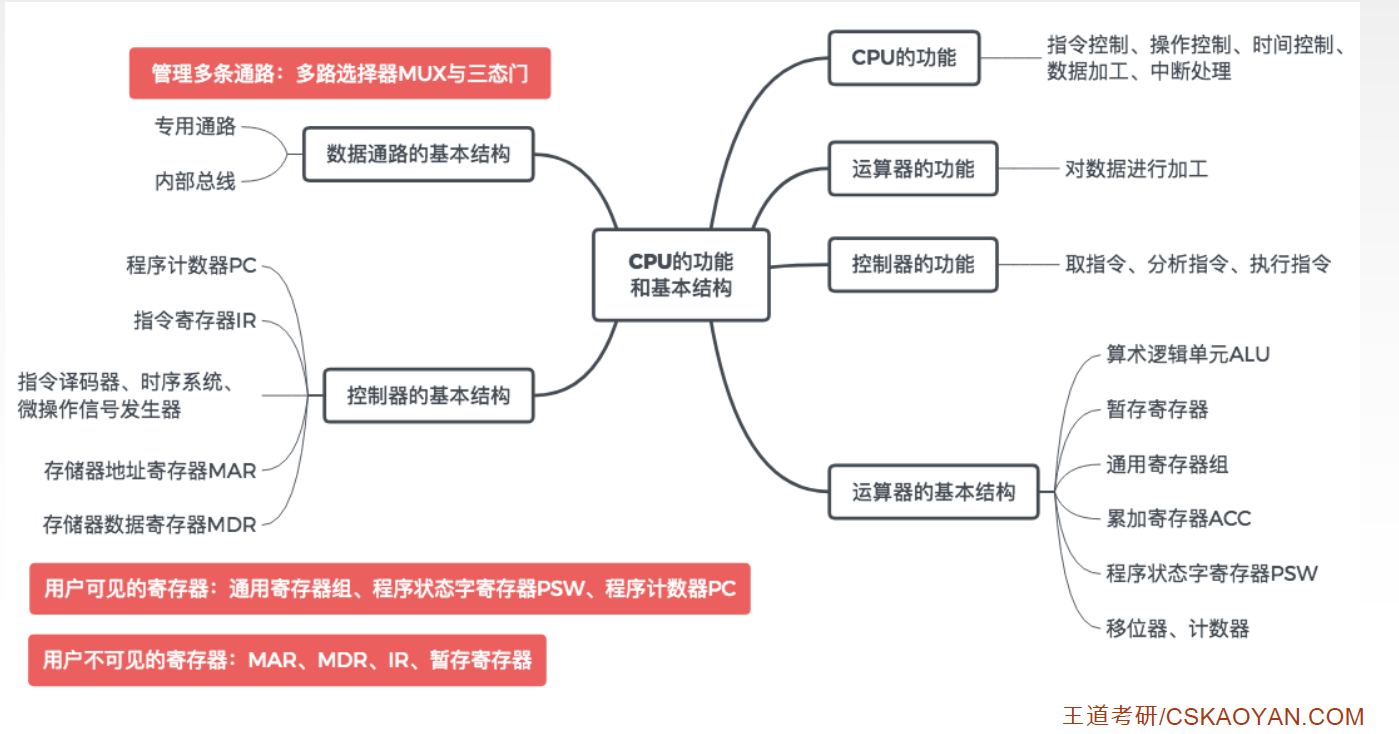 管理多条通路：多路选择器MUX与三态门
专用通路
内部总线
数据通路的基本结构
程序计数器PC
指令寄存器IR
指令译码器、时序系统、
微操作信号发生器
存储器地址寄存器MAR
存储器数据寄存器MDR
控制器的基本结构
CPU的功能
和基本结构
CPU的功能
指令控制、操作控制、时间控制、
数据加工、中断处理
运算器的功能
对数据进行加工
控制器的功能
取指令、分析指令、执行指令
运算器的基本结构
算术逻辑单元ALU
暂存寄存器
通用寄存器组
累加寄存器ACC
程序状态字寄存器PSW
移位器、计数器
用户可见的寄存器：通用寄存器组、程序状态字寄存器PSW、程序计数器PC
用户不可见的寄存器：MAR、MDR、IR、暂存寄存器
王道考研/CSKAOYAN.COM